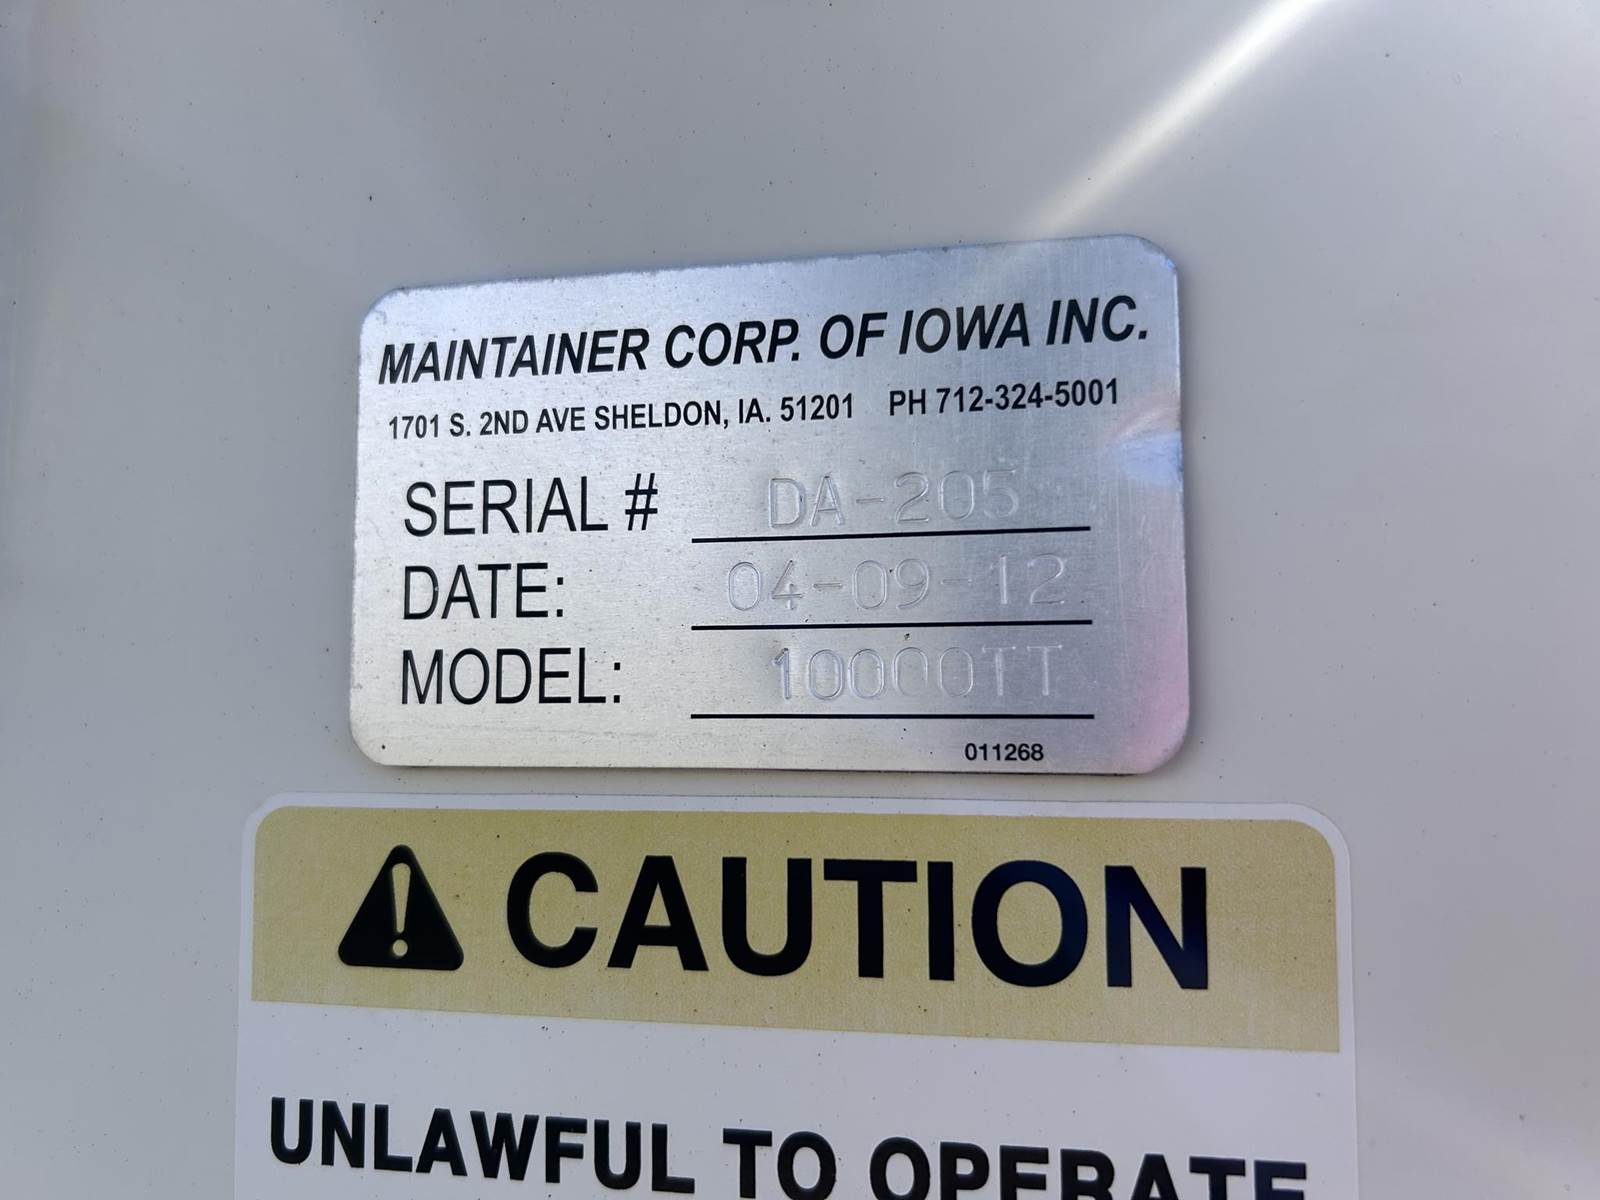 MAINTAINER CORP. OF IOWA INC.
1701 S. 2ND AVE SHELDON, IA. 51201 PH 712-324-5001
SERIAL # DA-205
DATE: 04-09-12
MODEL: 10000TT
011268
CAUTION
UNLAWFUL TO OPERATE